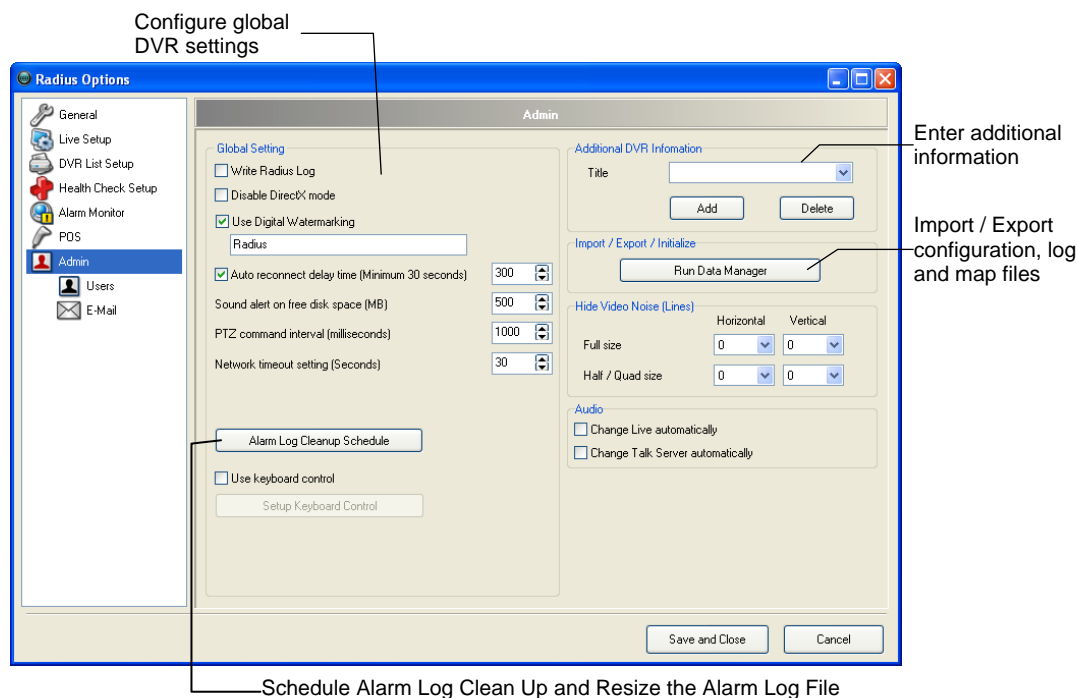 Configure global
DVR settings
Radius Options
General
Live Setup
DVR List Setup
Health Check Setup
Alarm Monitor
POS
Admin
Users
E-Mail
Admin
Global Setting
Write Radius Log
Disable DirectX mode
Use Digital Watermarking
Radius
Auto reconnect delay time (Minimum 30 seconds) 300
Sound alert on free disk space (MB) 500
PTZ command interval (milliseconds) 1000
Network timeout setting (Seconds) 30
Alarm Log Cleanup Schedule
Use keyboard control
Setup Keyboard Control
Additional DVR Infomation
Title
Add Delete
Import / Export / Initialize
Run Data Manager
Hide Video Noise (Lines)
Horizontal Vertical
Full size 0 0
Half / Quad size 0 0
Audio
Change Live automatically
Change Talk Server automatically
Save and Close Cancel
Enter additional
information
Import / Export
configuration, log
and map files
Schedule Alarm Log Clean Up and Resize the Alarm Log File